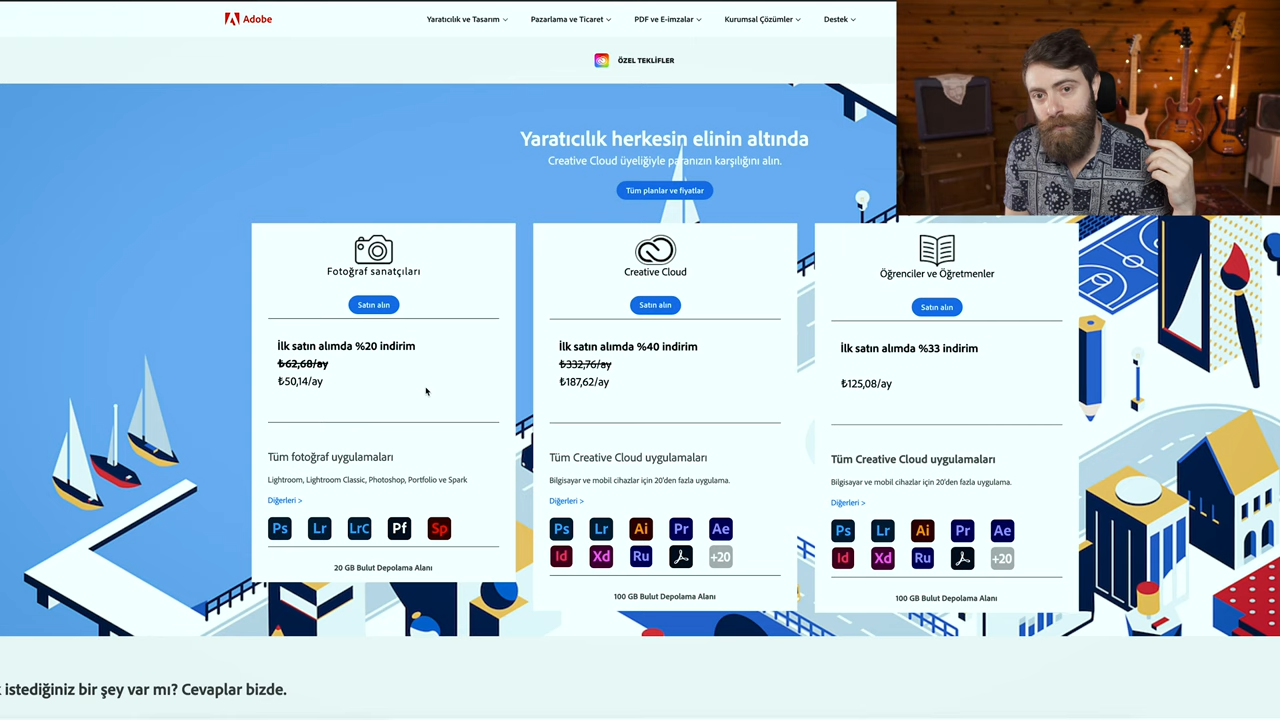 Adobe
Yaratıcılık ve Tasarım
Pazarlama ve Ticaret
PDF ve E-imzalar
Kurumsal Çözümler
Destek
ÖZEL TEKLİFLER
Yaratıcılık herkesin elinin altında
Creative Cloud üyeliğiyle paranızın karşılığını alın.
Tüm planlar ve fiyatlar
Fotoğraf sanatçıları
Satın alın
İlk satın alımda %20 indirim
₺62,68/ay
₺50,14/ay
Tüm fotoğraf uygulamaları
Lightroom, Lightroom Classic, Photoshop, Portfolio ve Spark
Diğerleri >
Ps Lr LrC Pf Sp
20 GB Bulut Depolama Alanı
Creative Cloud
Satın alın
İlk satın alımda %40 indirim
₺332,76/ay
₺187,62/ay
Tüm Creative Cloud uygulamaları
Bilgisayar ve mobil cihazlar için 20'den fazla uygulama.
Diğerleri >
Ps Lr Ai Pr Ae
Id Xd Ru +20
100 GB Bulut Depolama Alanı
Öğrenciler ve Öğretmenler
Satın alın
İlk satın alımda %33 indirim
₺125,08/ay
Tüm Creative Cloud uygulamaları
Bilgisayar ve mobil cihazlar için 20'den fazla uygulama.
Diğerleri >
Ps Lr Ai Pr Ae
Id Xd Ru +20
100 GB Bulut Depolama Alanı
istediğiniz bir şey var mı? Cevaplar bizde.